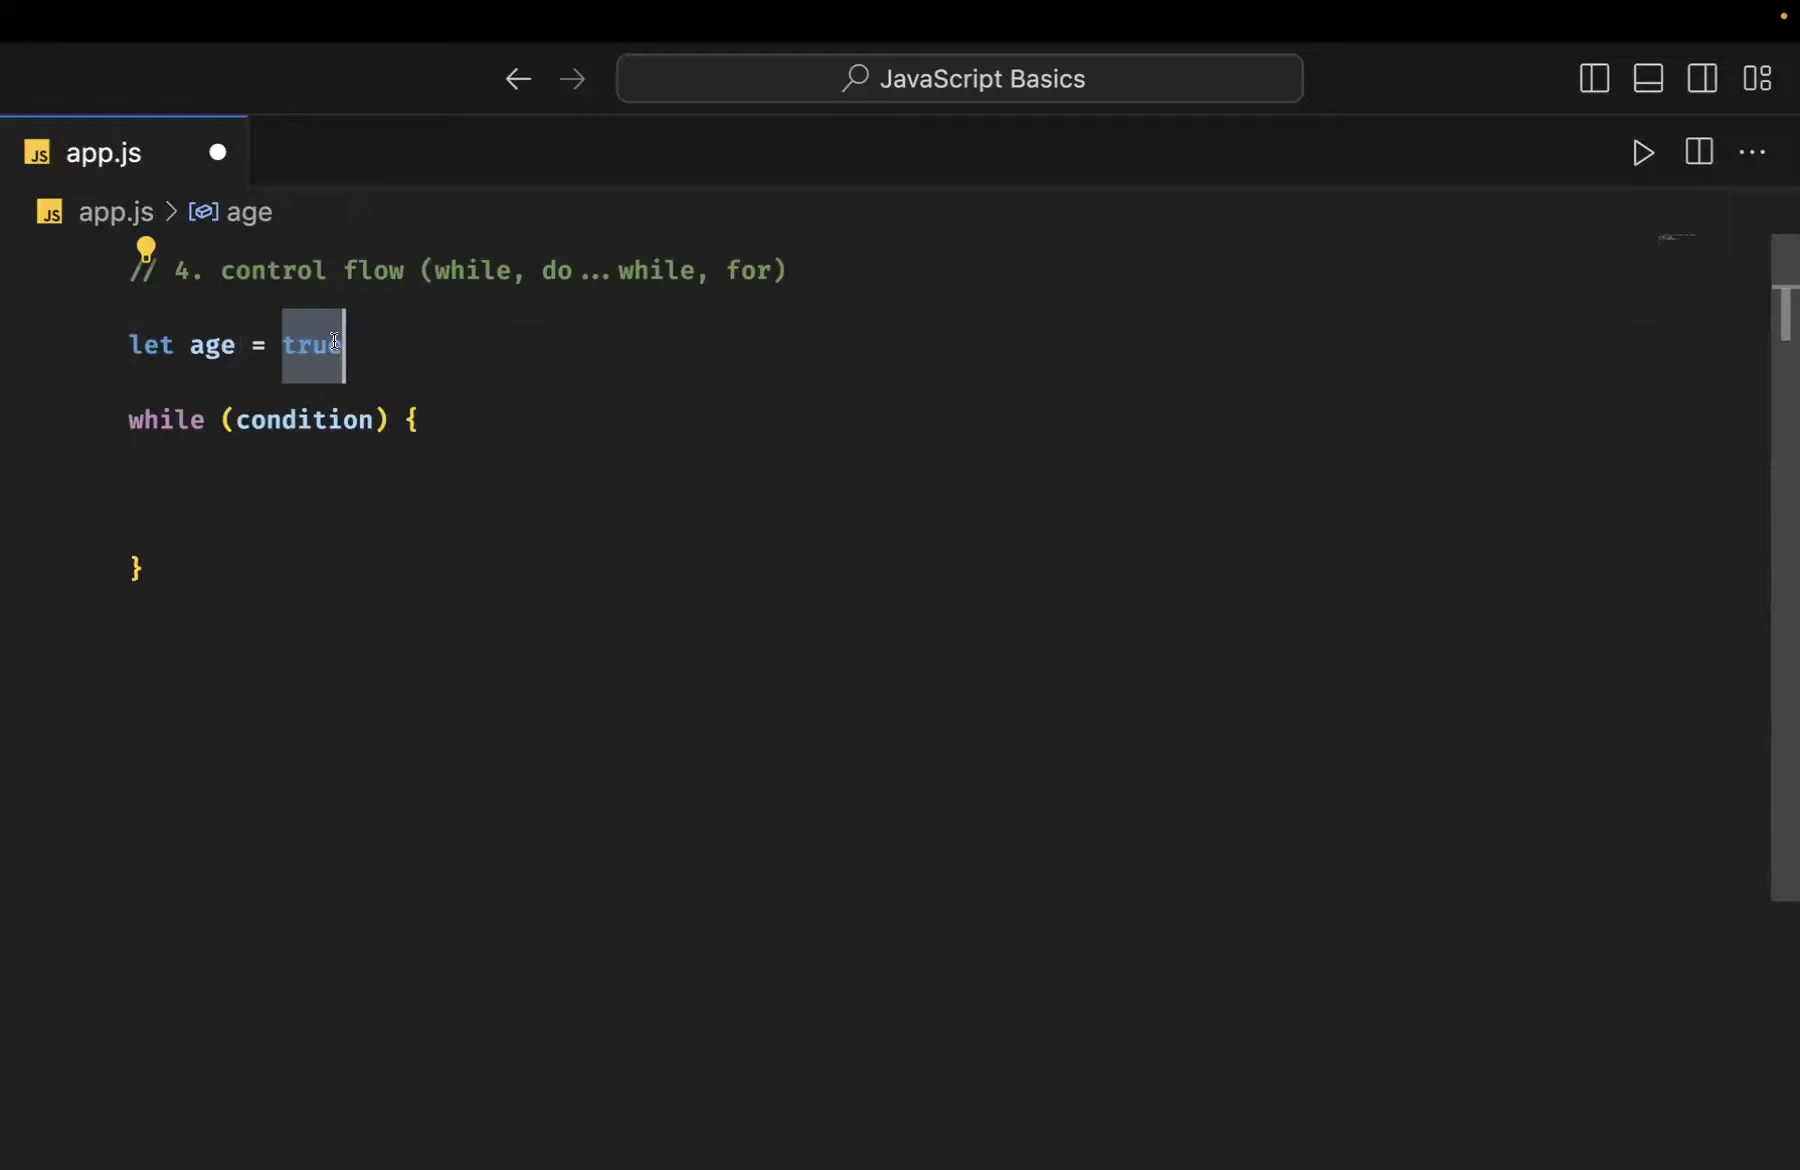 JavaScript Basics
JS app.js
JS app.js > age
// 4. control flow (while, do...while, for)
let age = true
while (condition) {
}